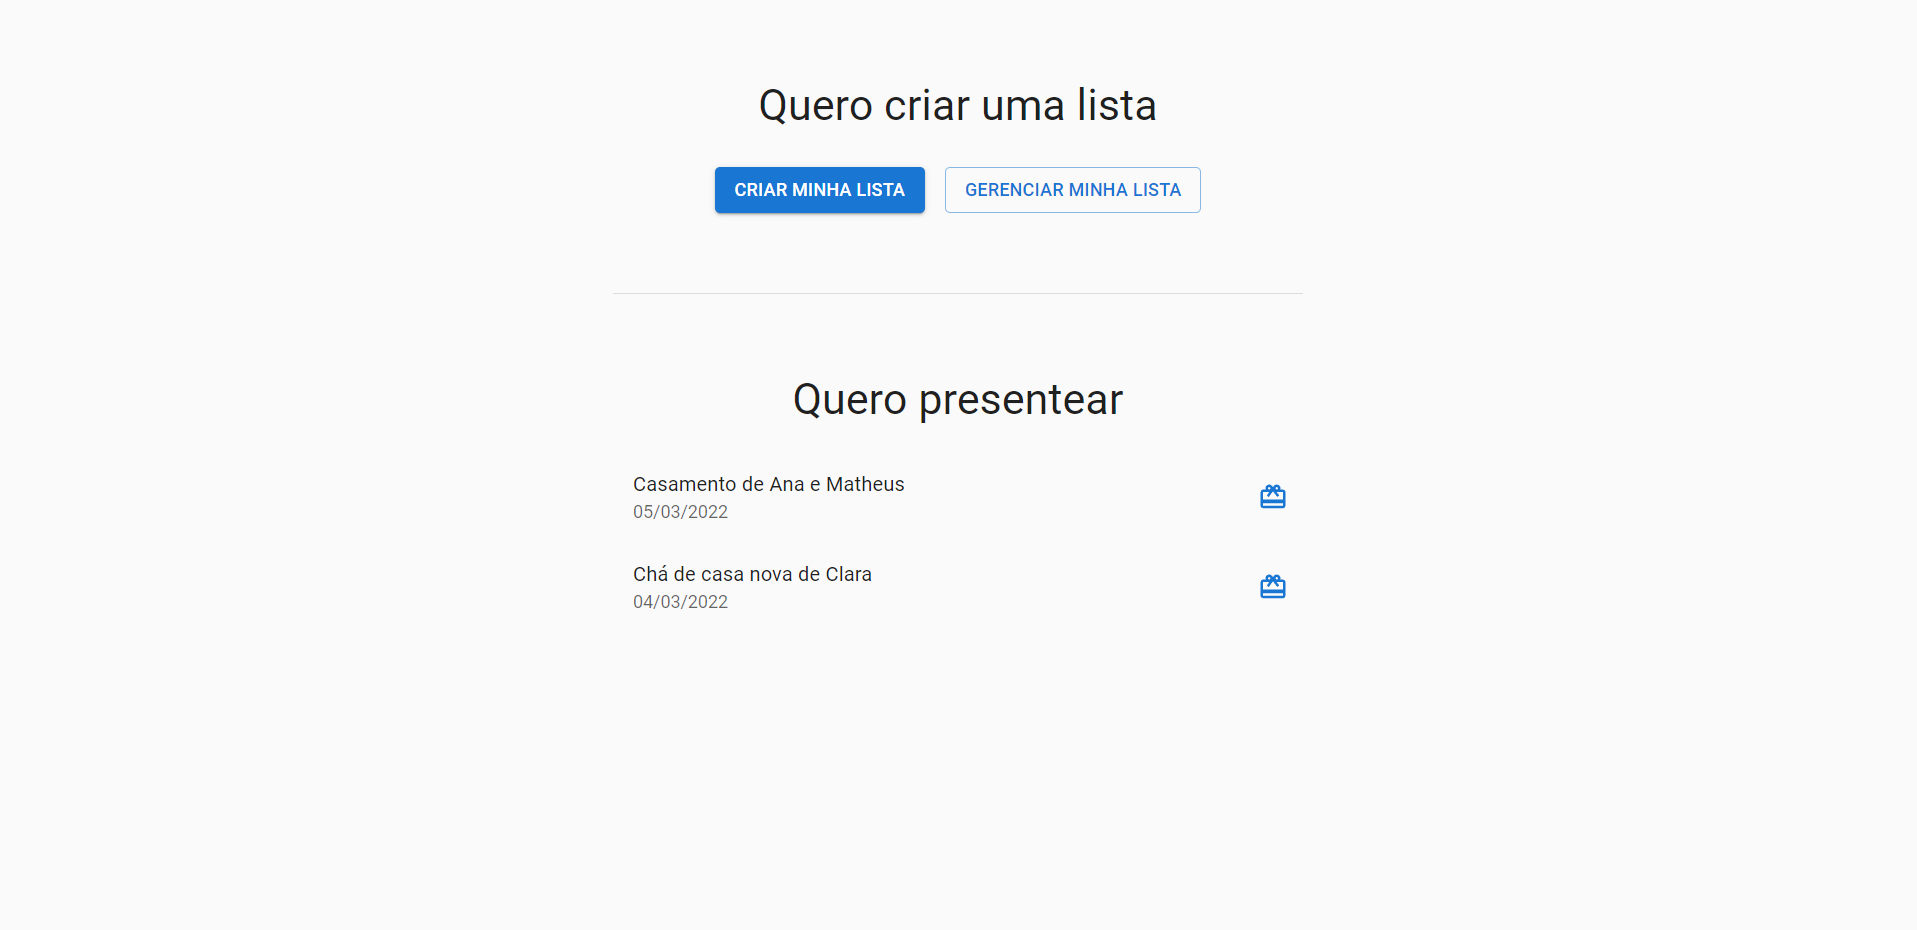 Quero criar uma lista
CRIAR MINHA LISTA
GERENCIAR MINHA LISTA
Quero presentear
Casamento de Ana e Matheus
05/03/2022
Chá de casa nova de Clara
04/03/2022